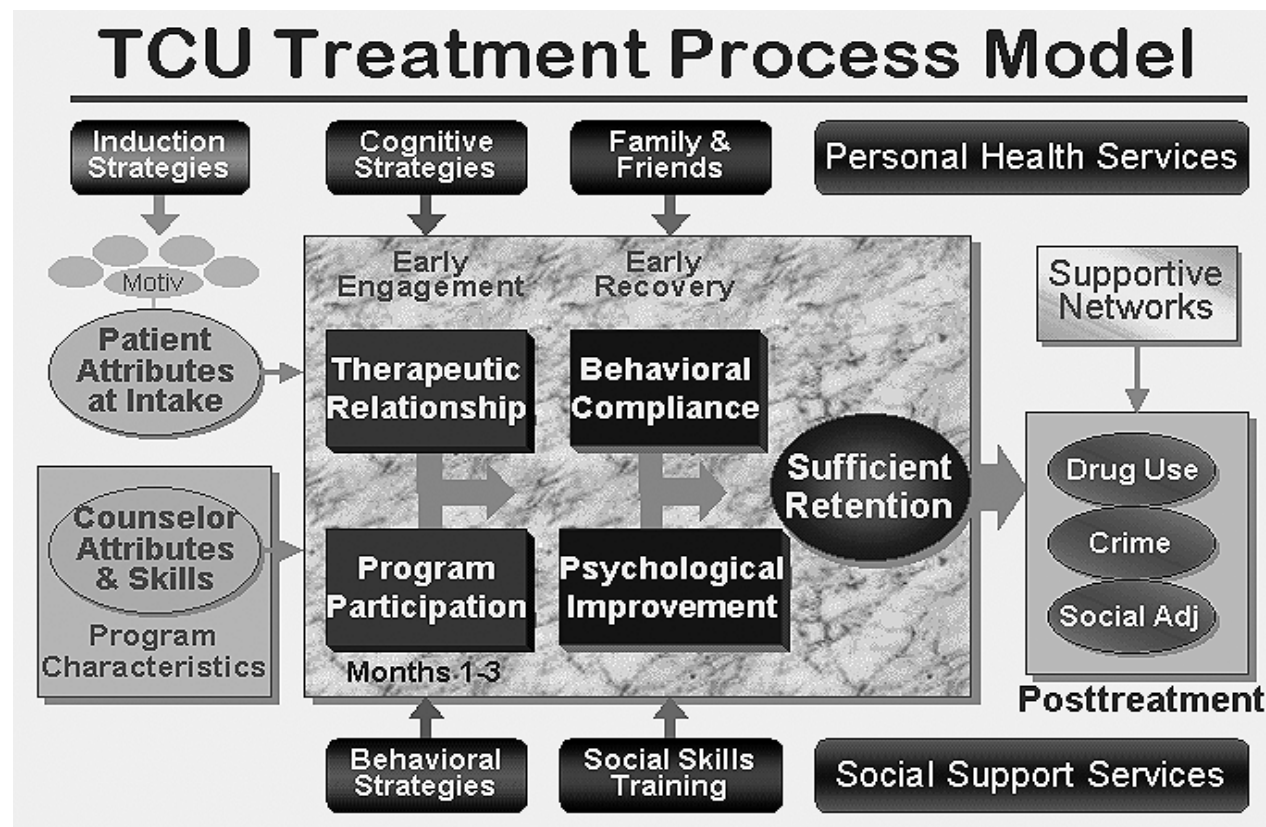 TCU Treatment Process Model
Induction
Strategies
Cognitive
Strategies
Family &
Friends
Personal Health Services
Motiv
Patient
Attributes
at Intake
Counselor
Attributes
& Skills
Program
Characteristics
Early
Engagement
Early
Recovery
Therapeutic
Relationship
Behavioral
Compliance
Program
Participation
Psychological
Improvement
Months 1-3
Sufficient
Retention
Supportive
Networks
Drug Use
Crime
Social Adj
Posttreatment
Behavioral
Strategies
Social Skills
Training
Social Support Services